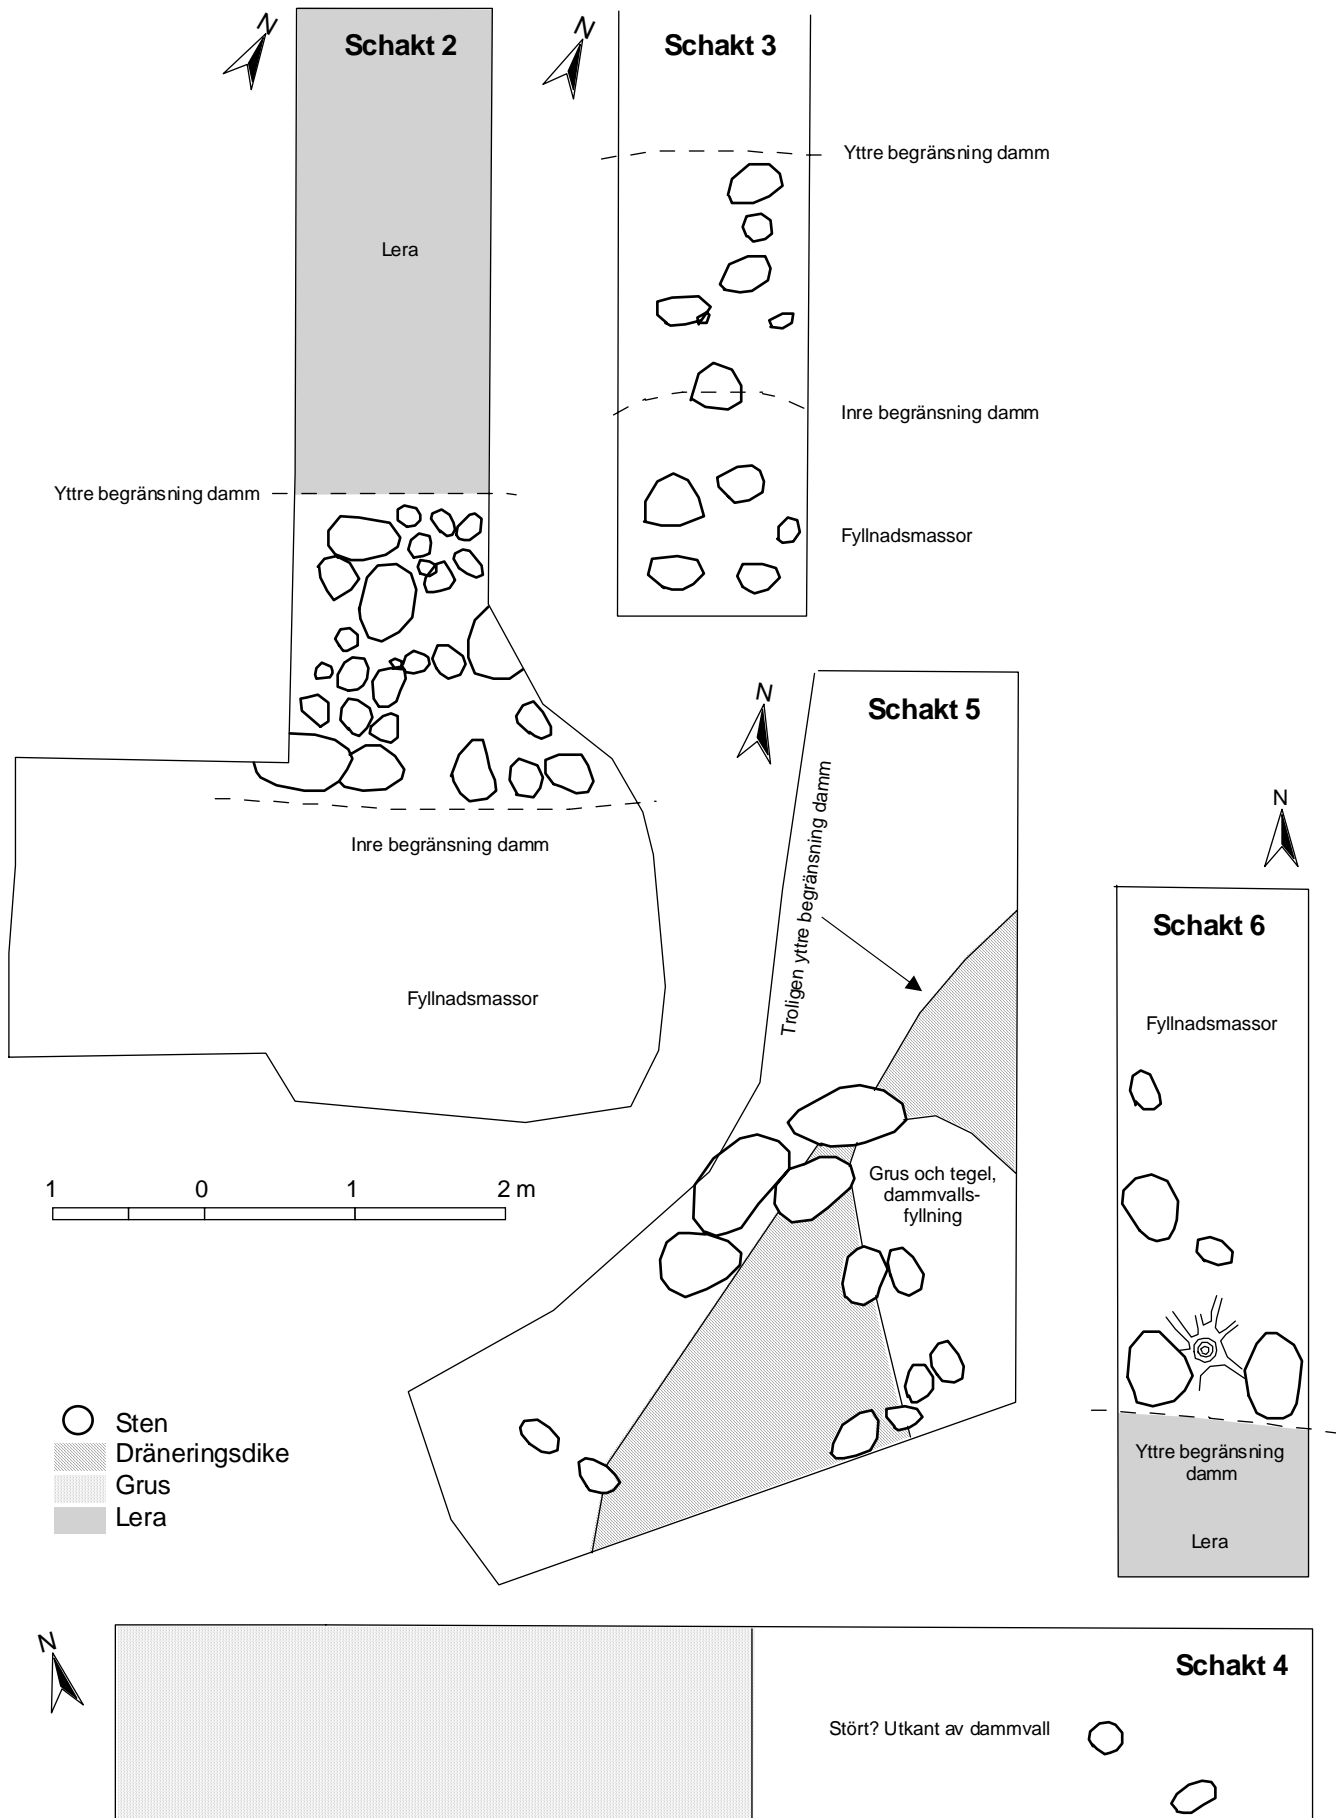 N
Schakt 2
N
Schakt 3
Yttre begränsning damm
Lera
Inre begränsning damm
Yttre begränsning damm
Fyllnadsmassor
N
Schakt 5
Troligen yttre begränsning damm
N
Inre begränsning damm
Schakt 6
Fyllnadsmassor
Fyllnadsmassor
Grus och tegel,
dammvalls-
fyllning
1 0 1 2 m
Sten
Dräneringsdike
Grus
Lera
Yttre begränsning
damm
Lera
N
Schakt 4
Stört? Utkant av dammvall